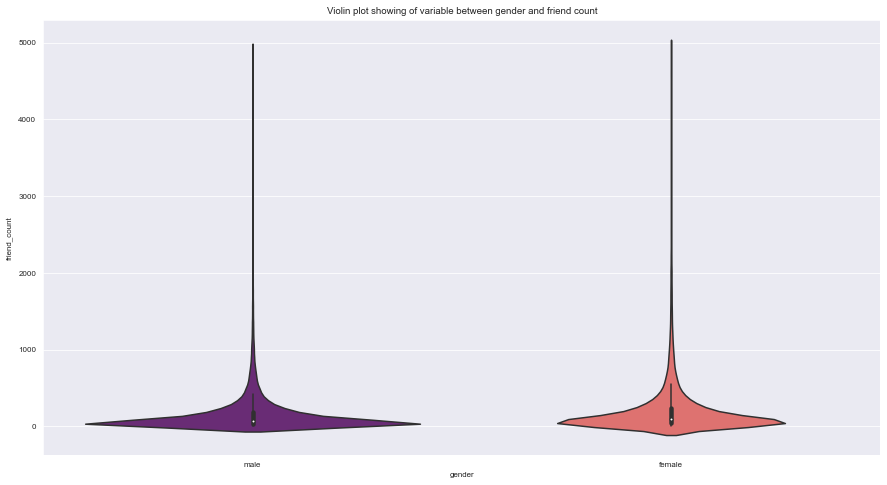 Violin plot showing of variable between gender and friend count
5000
4000
3000
2000
1000
0
friend_count
male
female
gender